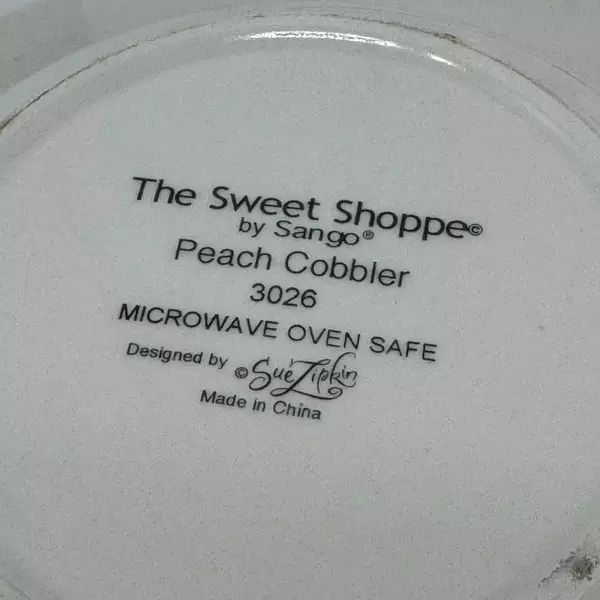 The Sweet Shoppe©
by Sango®
Peach Cobbler
3026
MICROWAVE OVEN SAFE
Designed by © Sue Zipkin
Made in China